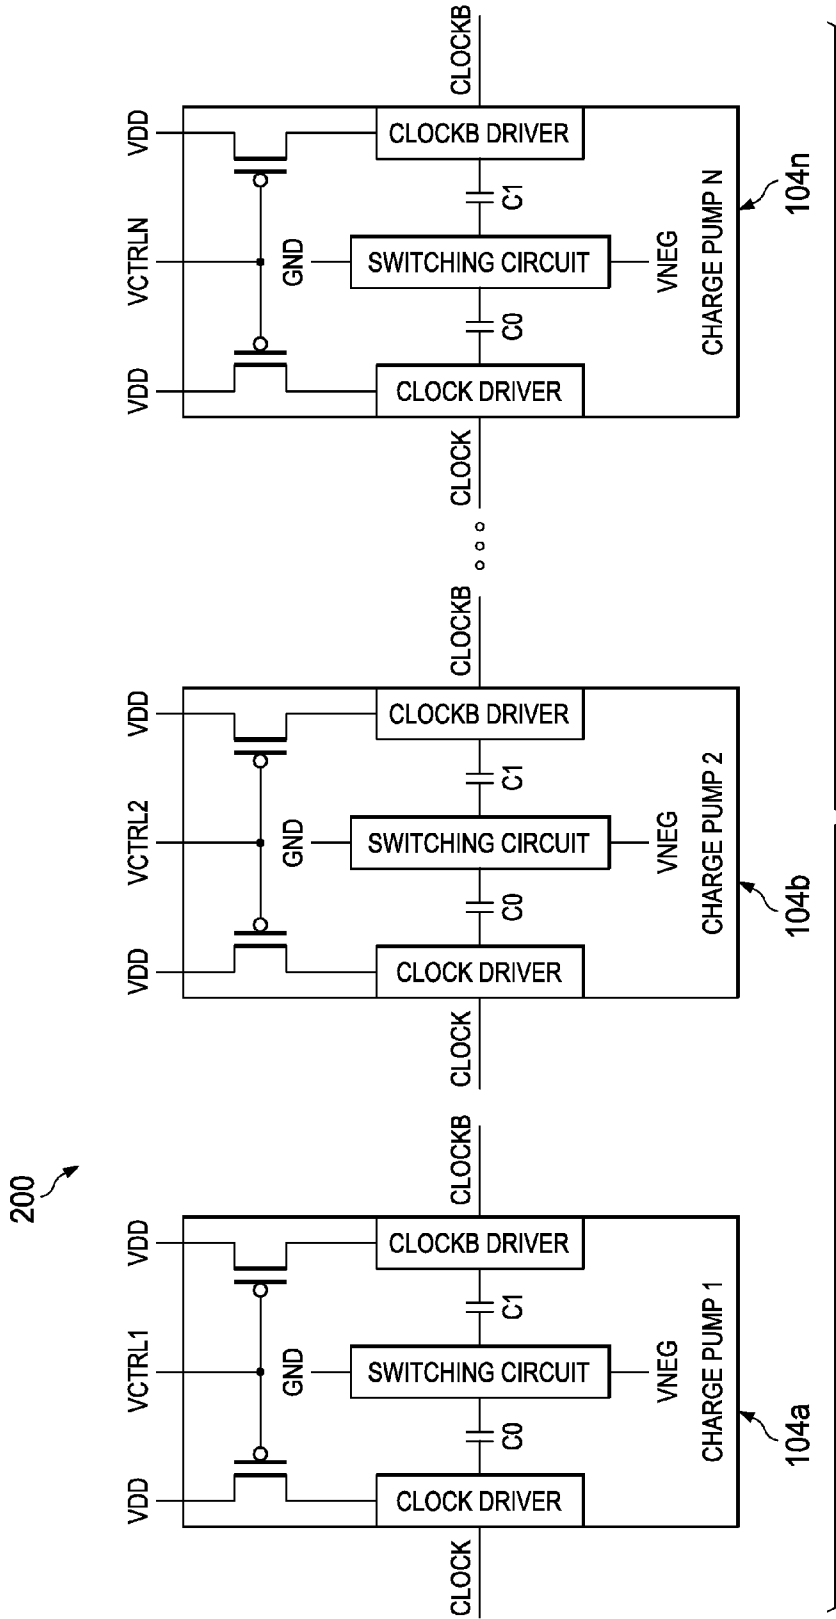 200
VDD
VCTRL1
VDD
GND
CLOCK
CLOCK DRIVER
C0
SWITCHING CIRCUIT
C1
CLOCKB DRIVER
CLOCKB
VNEG
CHARGE PUMP 1
104a
VDD
VCTRL2
VDD
GND
CLOCK
CLOCK DRIVER
C0
SWITCHING CIRCUIT
C1
CLOCKB DRIVER
CLOCKB
VNEG
CHARGE PUMP 2
104b
VDD
VCTRLN
VDD
GND
CLOCK
CLOCK DRIVER
C0
SWITCHING CIRCUIT
C1
CLOCKB DRIVER
CLOCKB
VNEG
CHARGE PUMP N
104n